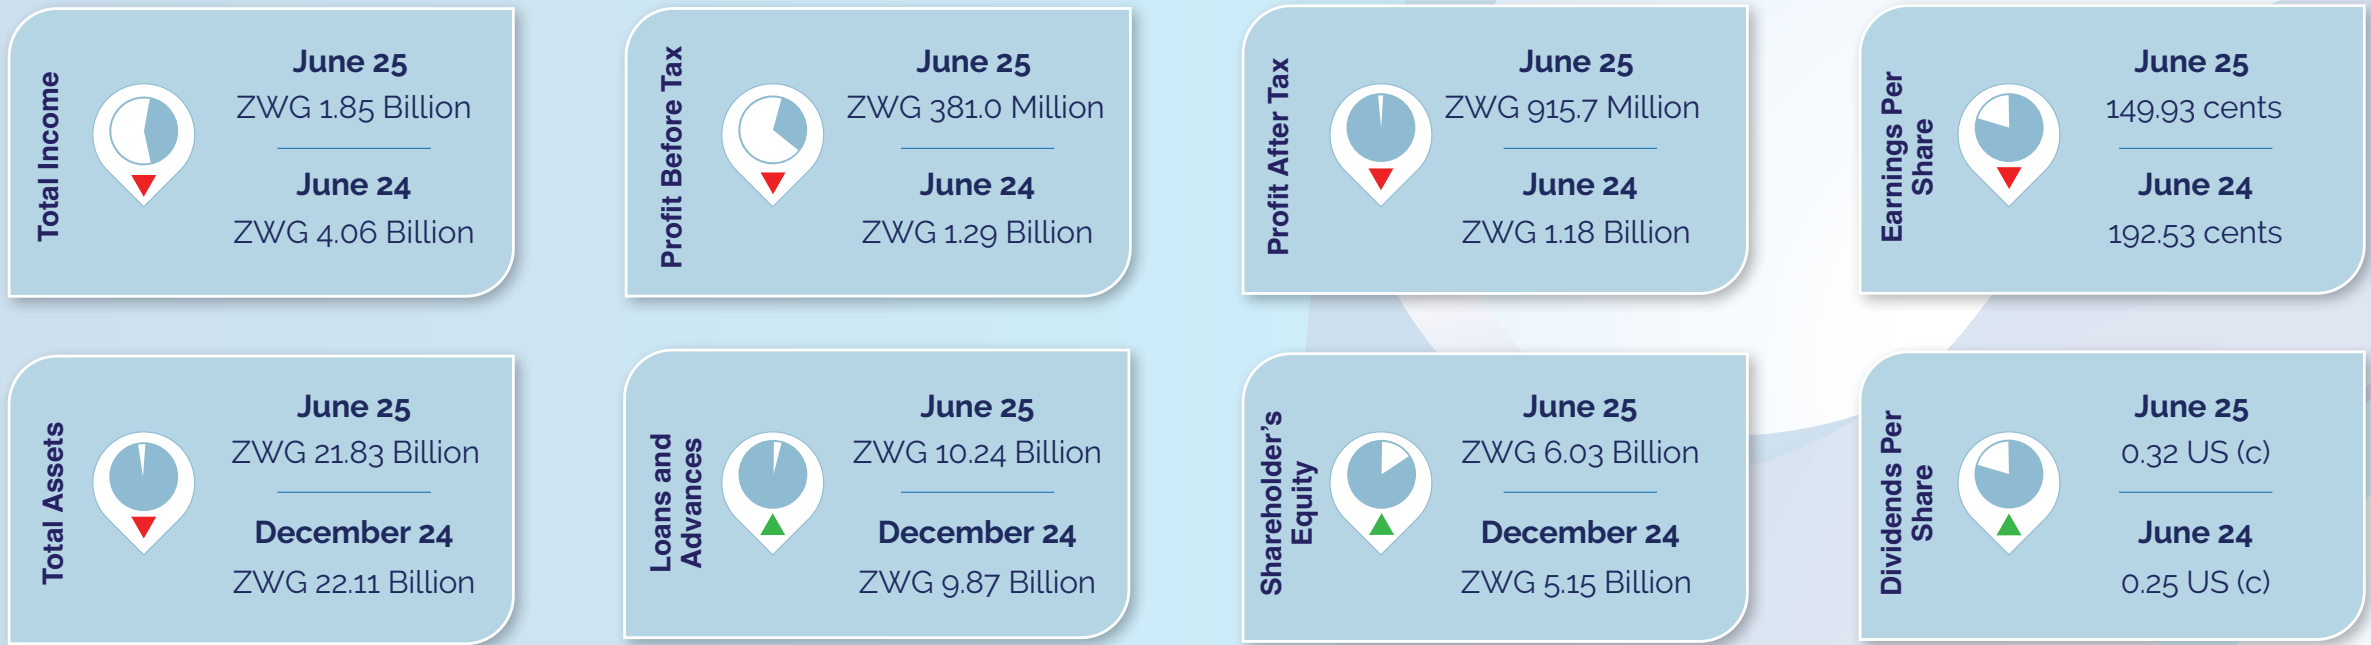 Total Income
June 25
ZWG 1.85 Billion
June 24
ZWG 4.06 Billion
Profit Before Tax
June 25
ZWG 381.0 Million
June 24
ZWG 1.29 Billion
Profit After Tax
June 25
ZWG 915.7 Million
June 24
ZWG 1.18 Billion
Earnings Per
Share
June 25
149.93 cents
June 24
192.53 cents
Total Assets
June 25
ZWG 21.83 Billion
December 24
ZWG 22.11 Billion
Loans and
Advances
June 25
ZWG 10.24 Billion
December 24
ZWG 9.87 Billion
Shareholder's
Equity
June 25
ZWG 6.03 Billion
December 24
ZWG 5.15 Billion
Dividends Per
Share
June 25
0.32 US (c)
June 24
0.25 US (c)